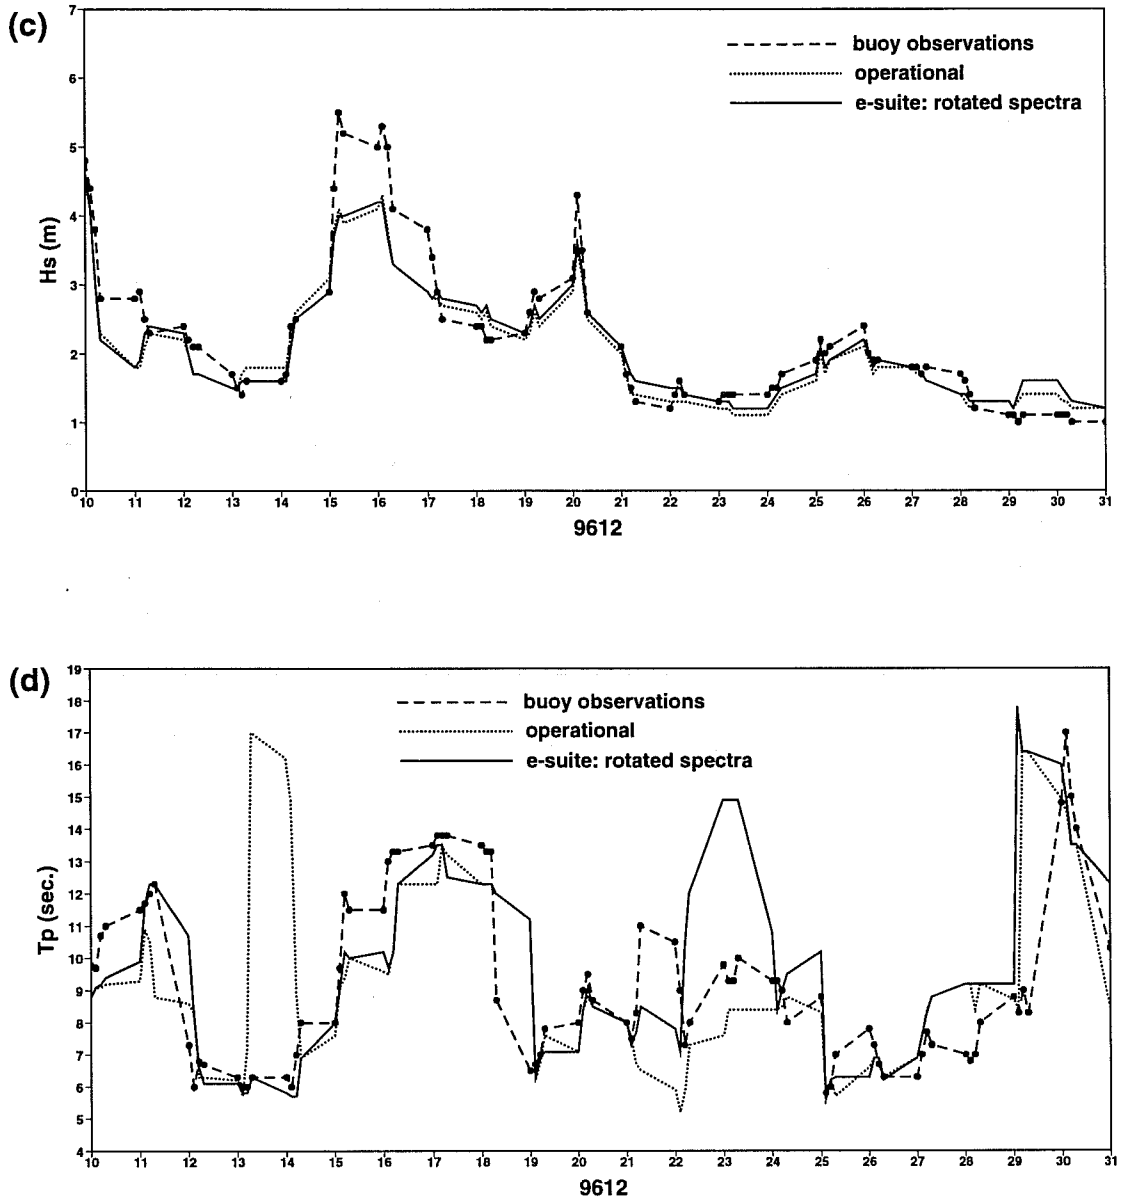 (c)
7
6
5
4
3
2
1
0
Hs (m)
buoy observations
operational
e-suite: rotated spectra
10 11 12 13 14 15 16 17 18 19 20 21 22 23 24 25 26 27 28 29 30 31
9612
(d)
19
18
17
16
15
14
13
12
11
10
9
8
7
6
5
4
Tp (sec.)
buoy observations
operational
e-suite: rotated spectra
10 11 12 13 14 15 16 17 18 19 20 21 22 23 24 25 26 27 28 29 30 31
9612